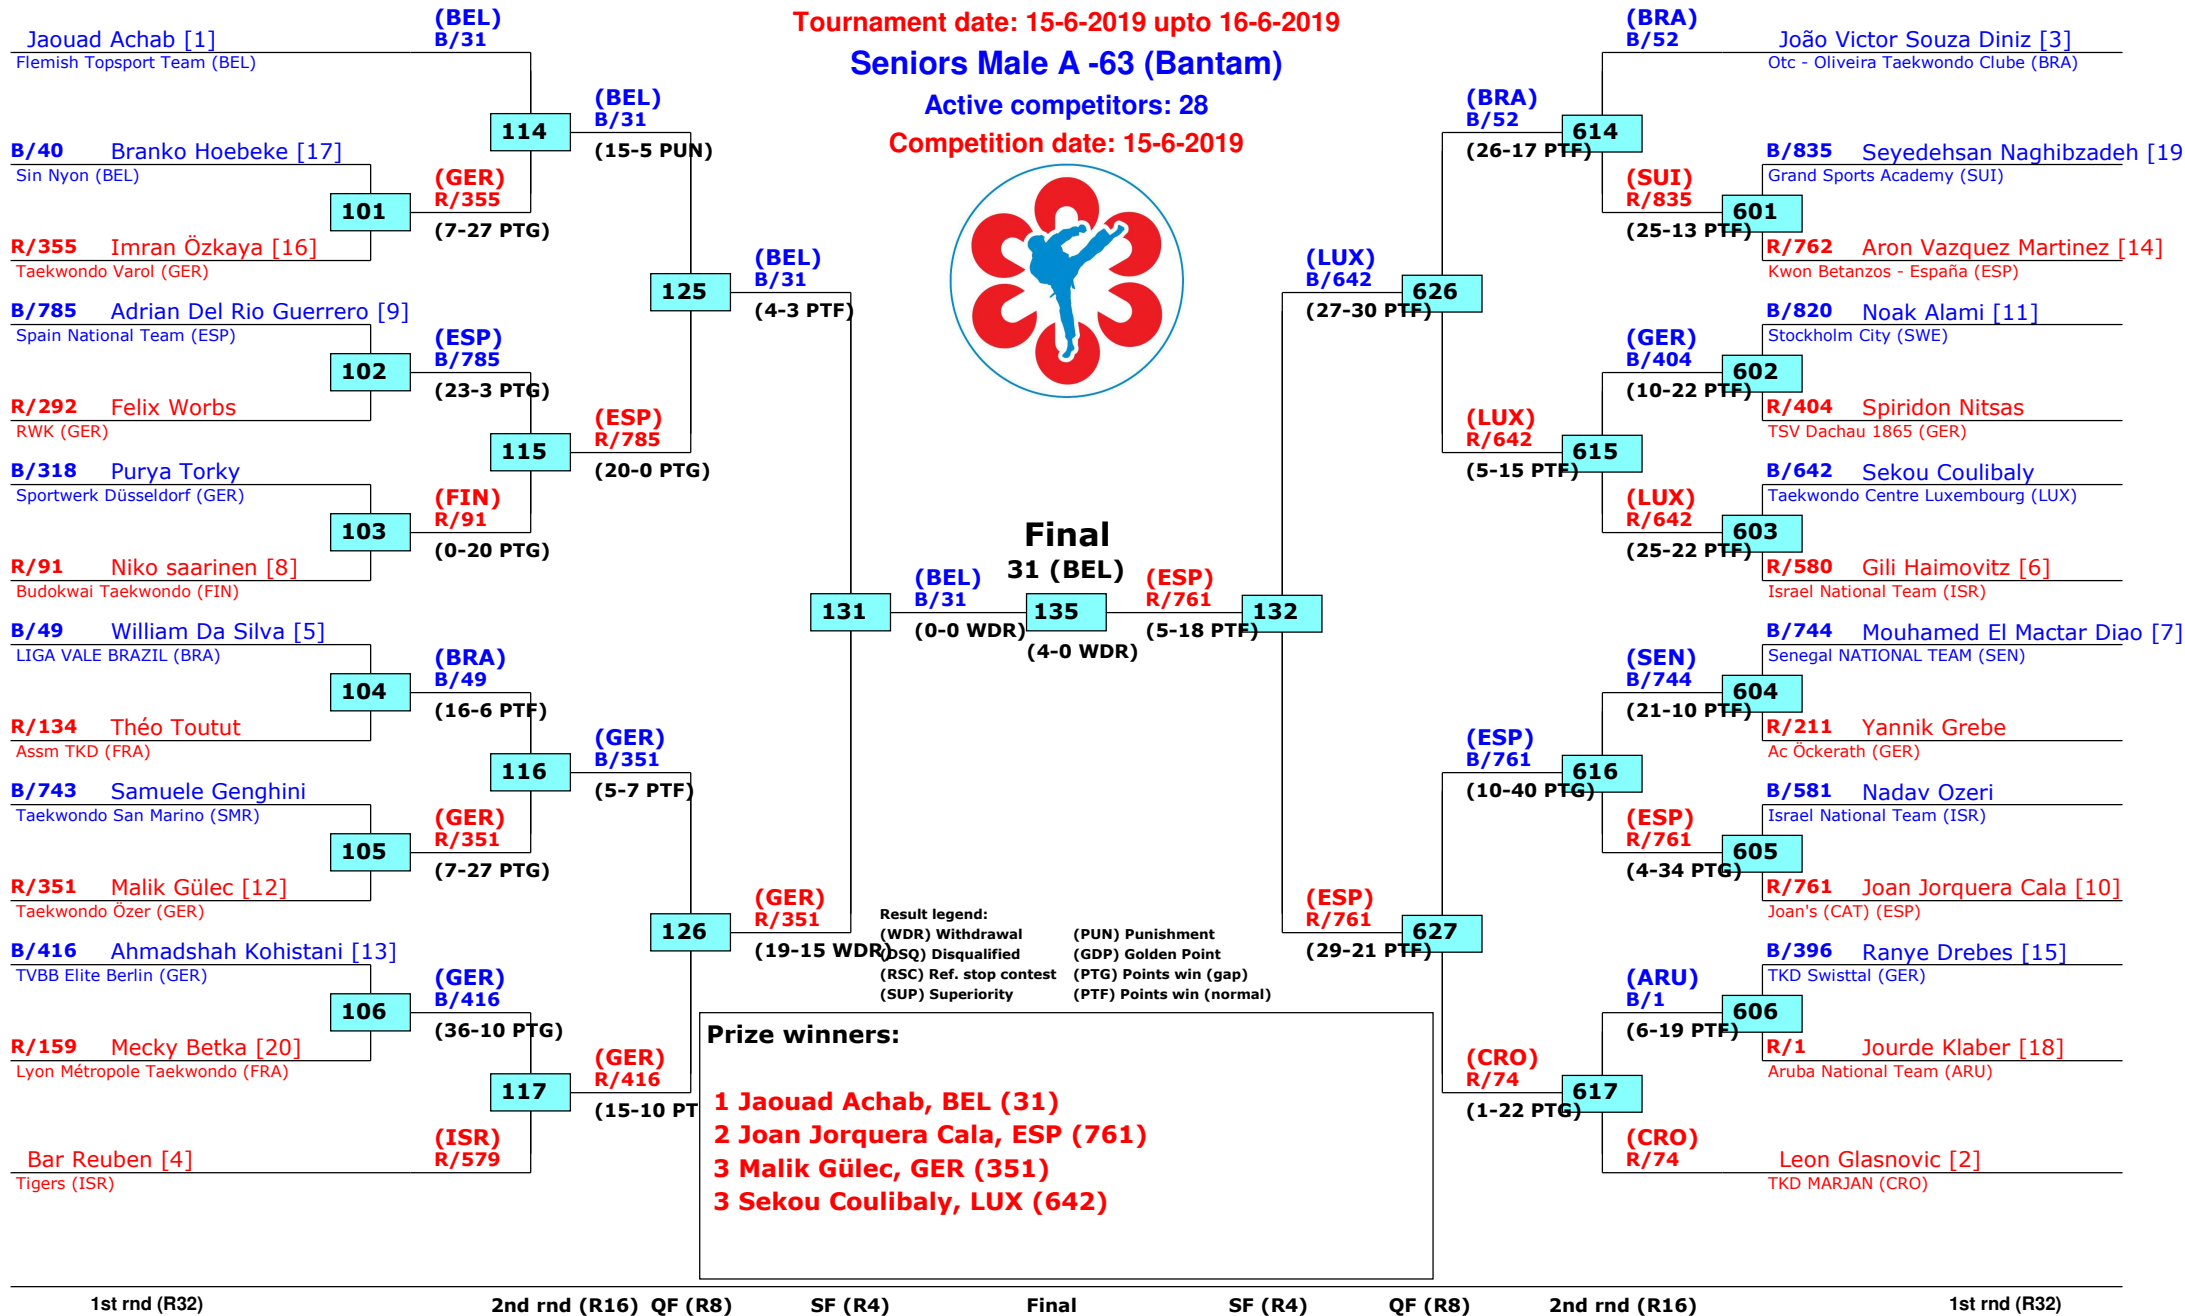 Tournament date: 15-6-2019 upto 16-6-2019
Seniors Male A -63 (Bantam)
Active competitors: 28
Competition date: 15-6-2019
Jaouad Achab [1]
Flemish Topsport Team (BEL)
(BEL)
B/31
B/40 Branko Hoebeke [17]
Sin Nyon (BEL)
101
R/355 Imran Özkaya [16]
Taekwondo Varol (GER)
(GER)
R/355
(7-27 PTG)
114
(BEL)
B/31
(15-5 PUN)
B/785 Adrian Del Rio Guerrero [9]
Spain National Team (ESP)
102
R/292 Felix Worbs
RWK (GER)
(ESP)
B/785
(23-3 PTG)
B/318 Purya Torky
Sportwerk Düsseldorf (GER)
103
R/91 Niko saarinen [8]
Budokwai Taekwondo (FIN)
(FIN)
R/91
(0-20 PTG)
115
(ESP)
R/785
(20-0 PTG)
125
(BEL)
B/31
(4-3 PTF)
B/49 William Da Silva [5]
LIGA VALE BRAZIL (BRA)
104
R/134 Théo Toutut
Assm TKD (FRA)
(BRA)
B/49
(16-6 PTF)
B/743 Samuele Genghini
Taekwondo San Marino (SMR)
105
R/351 Malik Gülec [12]
Taekwondo Özer (GER)
(GER)
R/351
(7-27 PTG)
116
(GER)
B/351
(5-7 PTF)
B/416 Ahmadshah Kohistani [13]
TVBB Elite Berlin (GER)
106
R/159 Mecky Betka [20]
Lyon Métropole Taekwondo (FRA)
(GER)
B/416
(36-10 PTG)
117
Bar Reuben [4]
Tigers (ISR)
(ISR)
R/579
(GER)
R/416
(15-10 PT
126
(GER)
R/351
(19-15 WDR)
131
(BEL)
B/31
(0-0 WDR)
Final
31 (BEL)
135
(4-0 WDR)
(ESP)
R/761
(5-18 PTF)
132
(BRA)
B/52
João Victor Souza Diniz [3]
Otc - Oliveira Taekwondo Clube (BRA)
(BRA)
B/52
(26-17 PTF)
614
B/835 Seyedehsan Naghibzadeh [19
Grand Sports Academy (SUI)
(SUI)
R/835
(25-13 PTF)
601
R/762 Aron Vazquez Martinez [14]
Kwon Betanzos - España (ESP)
(LUX)
B/642
(27-30 PTF)
626
B/820 Noak Alami [11]
Stockholm City (SWE)
(GER)
B/404
(10-22 PTF)
602
R/404 Spiridon Nitsas
TSV Dachau 1865 (GER)
(LUX)
R/642
(5-15 PTF)
615
B/642 Sekou Coulibaly
Taekwondo Centre Luxembourg (LUX)
(LUX)
R/642
(25-22 PTF)
603
R/580 Gili Haimovitz [6]
Israel National Team (ISR)
B/744 Mouhamed El Mactar Diao [7]
Senegal NATIONAL TEAM (SEN)
(SEN)
B/744
(21-10 PTF)
604
R/211 Yannik Grebe
Ac Öckerath (GER)
(ESP)
B/761
(10-40 PTG)
616
B/581 Nadav Ozeri
Israel National Team (ISR)
(ESP)
R/761
(4-34 PTG)
605
R/761 Joan Jorquera Cala [10]
Joan's (CAT) (ESP)
(ESP)
R/761
(29-21 PTF)
627
B/396 Ranye Drebes [15]
TKD Swisttal (GER)
(ARU)
B/1
(6-19 PTF)
606
R/1 Jourde Klaber [18]
Aruba National Team (ARU)
(CRO)
R/74
(1-22 PTG)
617
(CRO)
R/74
Leon Glasnovic [2]
TKD MARJAN (CRO)
Result legend:
(WDR) Withdrawal (PUN) Punishment
(DSQ) Disqualified (GDP) Golden Point
(RSC) Ref. stop contest (PTG) Points win (gap)
(SUP) Superiority (PTF) Points win (normal)
Prize winners:
1 Jaouad Achab, BEL (31)
2 Joan Jorquera Cala, ESP (761)
3 Malik Gülec, GER (351)
3 Sekou Coulibaly, LUX (642)
1st rnd (R32) 2nd rnd (R16) QF (R8) SF (R4) Final SF (R4) QF (R8) 2nd rnd (R16) 1st rnd (R32)